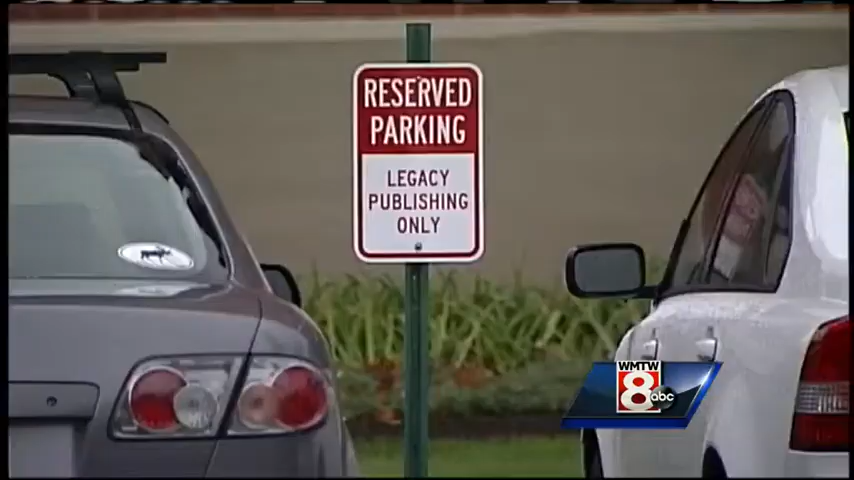 RESERVED
PARKING
LEGACY
PUBLISHING
ONLY
WMTW
8 abc